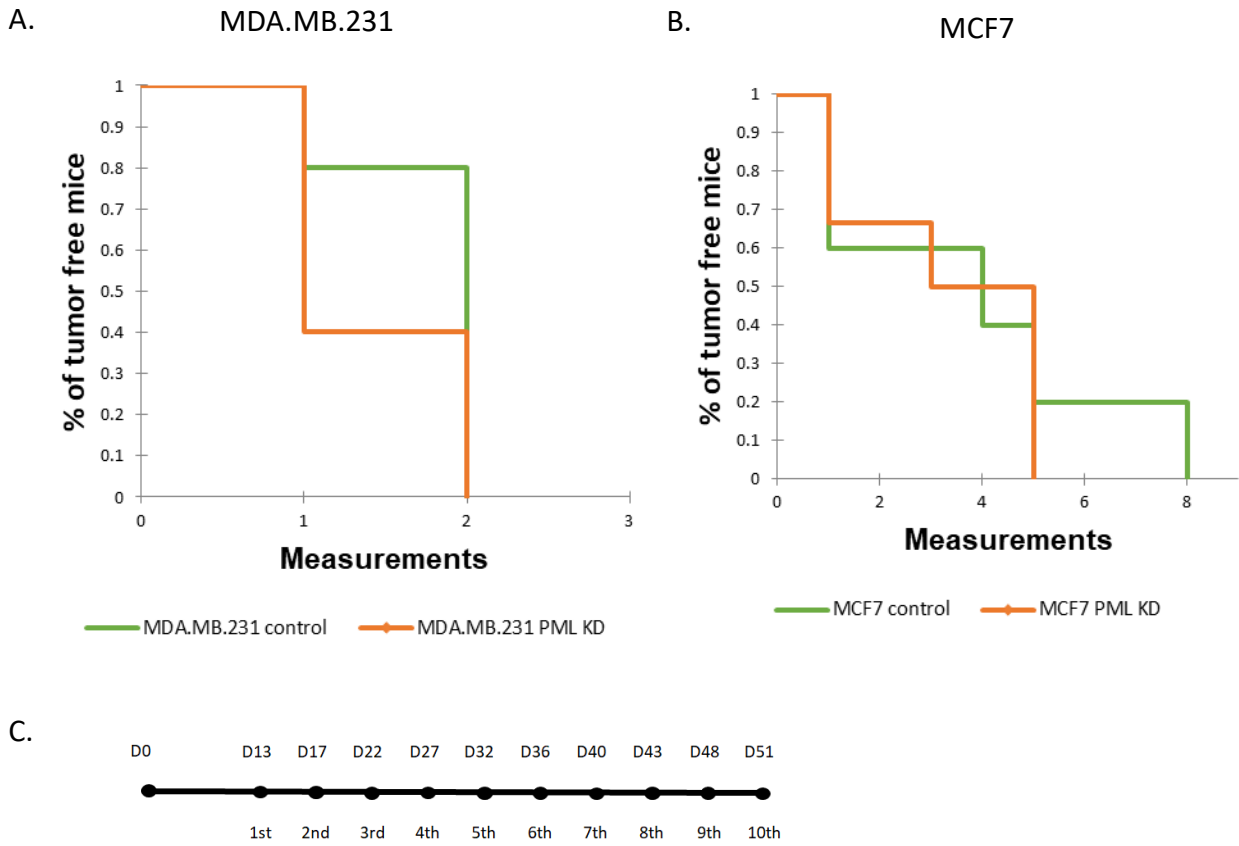 A.
MDA.MB.231
% of tumor free mice
1
0.9
0.8
0.7
0.6
0.5
0.4
0.3
0.2
0.1
0
0 1 2 3
Measurements
MDA.MB.231 control MDA.MB.231 PML KD
B.
MCF7
% of tumor free mice
1
0.9
0.8
0.7
0.6
0.5
0.4
0.3
0.2
0.1
0
0 2 4 6 8
Measurements
MCF7 control MCF7 PML KD
C.
D0 D13 D17 D22 D27 D32 D36 D40 D43 D48 D51
1st 2nd 3rd 4th 5th 6th 7th 8th 9th 10th